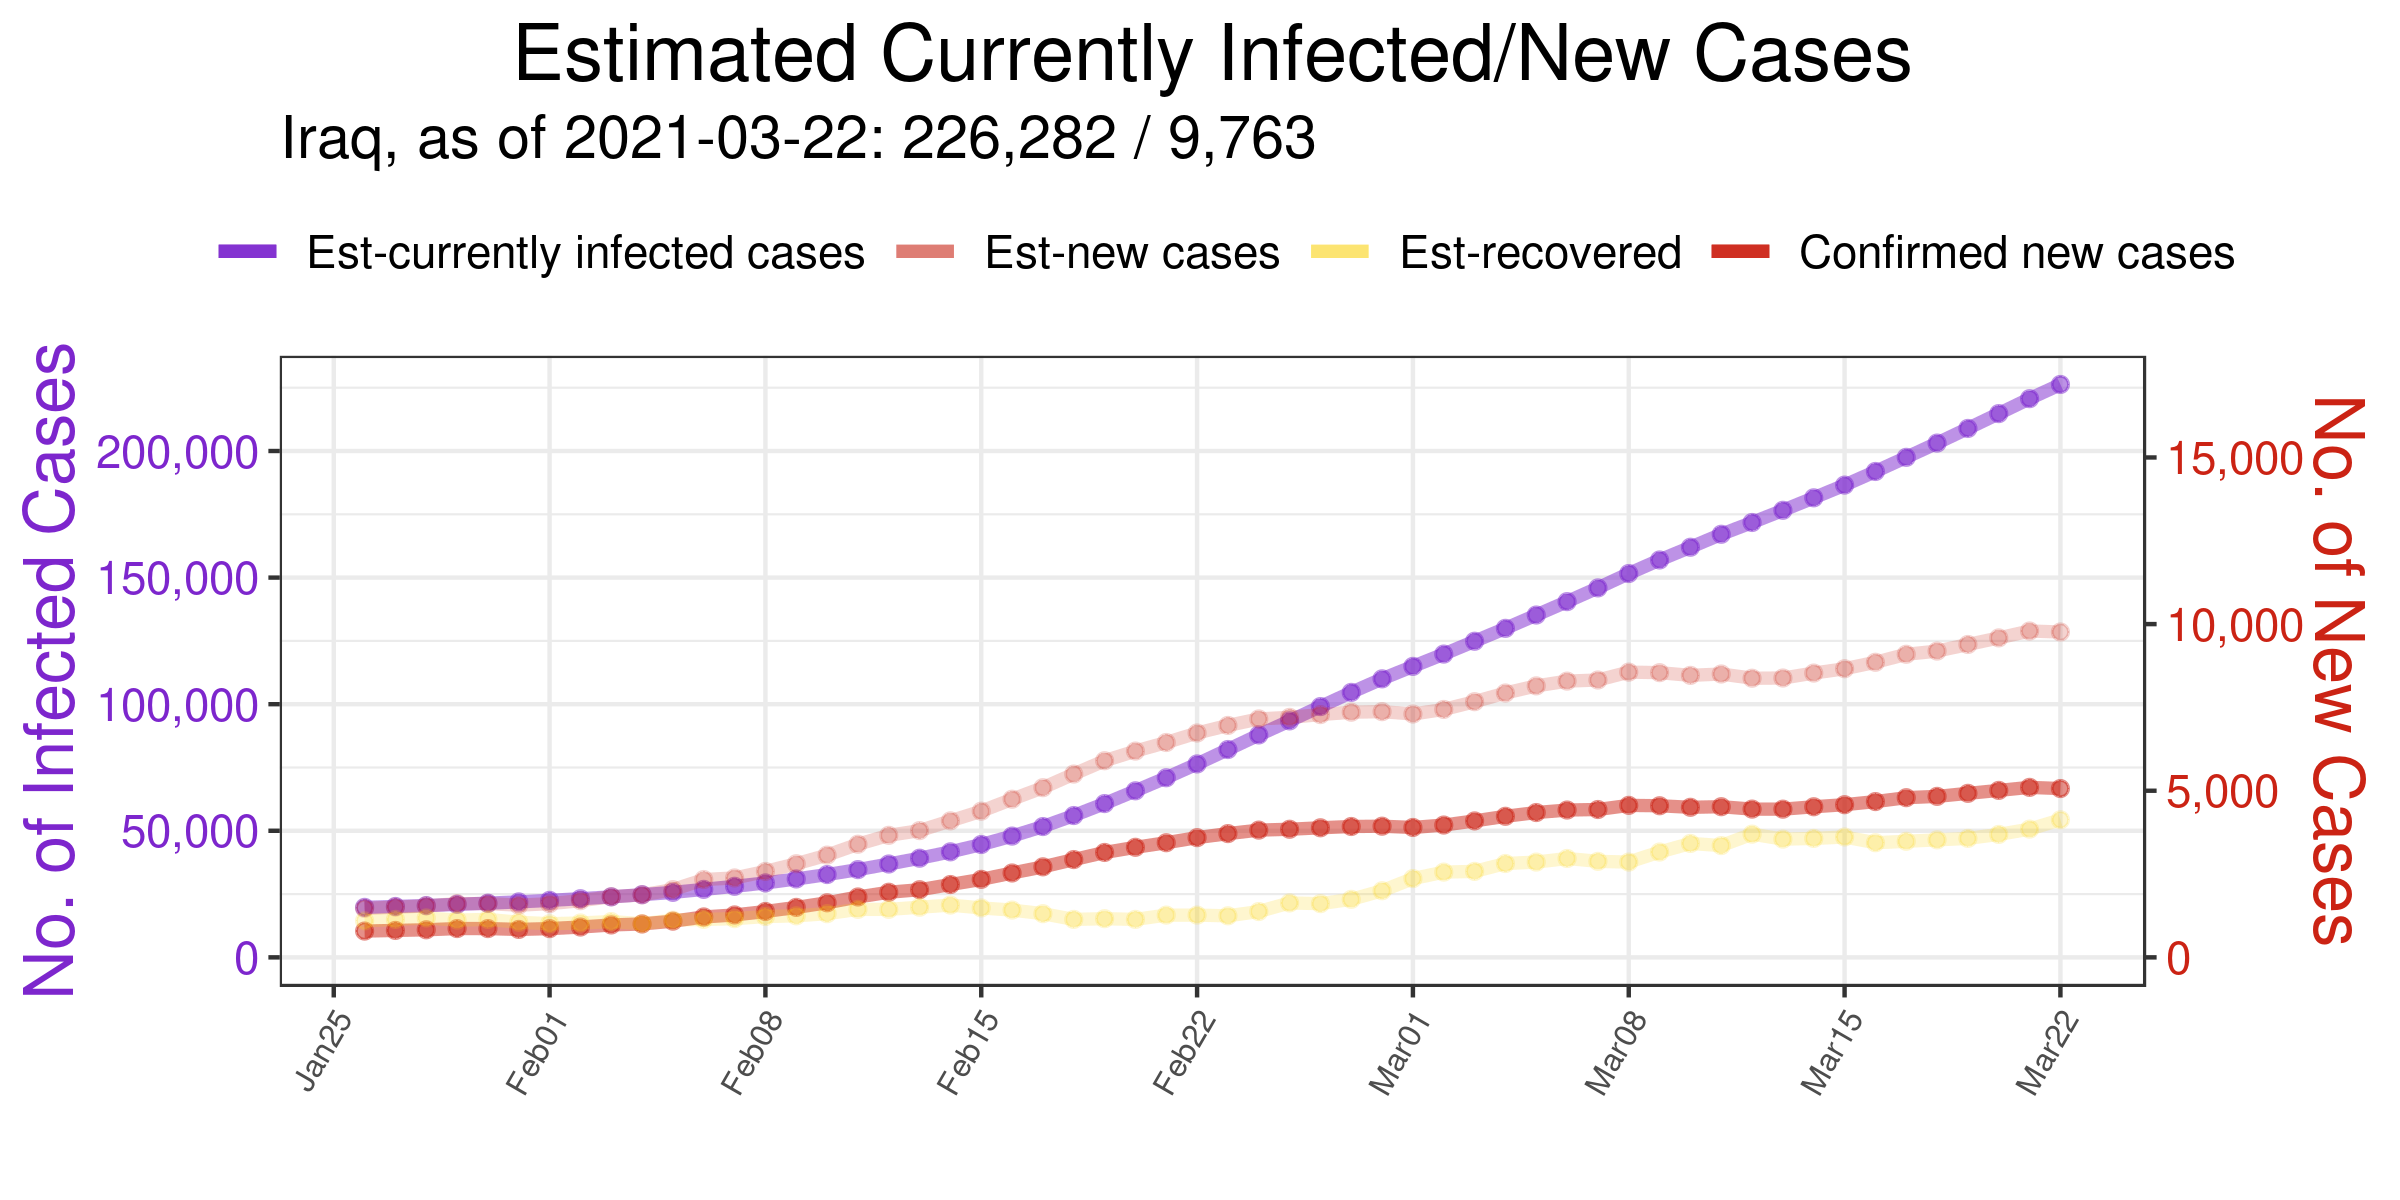 Estimated Currently Infected/New Cases
Iraq, as of 2021-03-22: 226,282 / 9,763
Est-currently infected cases Est-new cases Est-recovered Confirmed new cases
No. of Infected Cases
200,000
150,000
100,000
50,000
0
15,000
10,000
5,000
0
No. of New Cases
Jan25 Feb01 Feb08 Feb15 Feb22 Mar01 Mar08 Mar15 Mar22